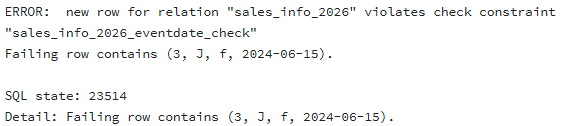 ERROR:  new row for relation "sales_info_2026" violates check constraint
"sales_info_2026_eventdate_check"
Failing row contains (3, J, f, 2024-06-15).

SQL state: 23514
Detail: Failing row contains (3, J, f, 2024-06-15).